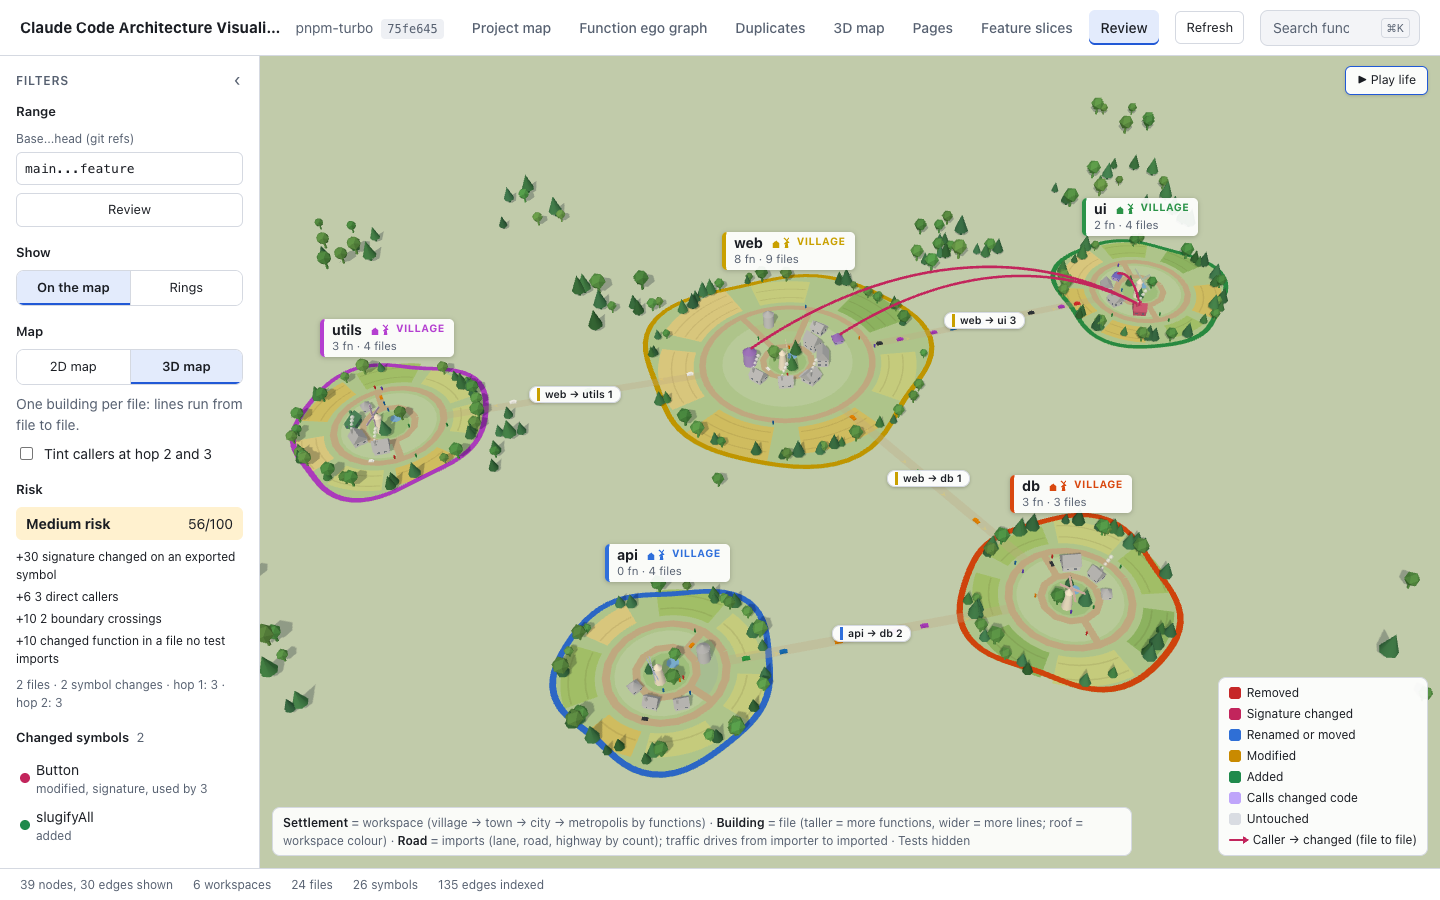 Claude Code Architecture Visuali...
pnpm-turbo 75fe645
Project map
Function ego graph
Duplicates
3D map
Pages
Feature slices
Review
Refresh
Search func
⌘K
FILTERS
Range
Base...head (git refs)
main...feature
Review
Show
On the map
Rings
Map
2D map
3D map
One building per file: lines run from
file to file.
Tint callers at hop 2 and 3
Risk
Medium risk 56/100
+30 signature changed on an exported
symbol
+6 3 direct callers
+10 2 boundary crossings
+10 changed function in a file no test
imports
2 files · 2 symbol changes · hop 1: 3 ·
hop 2: 3
Changed symbols 2
Button
modified, signature, used by 3
slugifyAll
added
▶ Play life
ui VILLAGE
2 fn · 4 files
web VILLAGE
8 fn · 9 files
web → ui 3
utils VILLAGE
3 fn · 4 files
web → utils 1
web → db 1
db VILLAGE
3 fn · 3 files
api VILLAGE
0 fn · 4 files
api → db 2
Removed
Signature changed
Renamed or moved
Modified
Added
Calls changed code
Untouched
Caller → changed (file to file)
Settlement = workspace (village → town → city → metropolis by functions) · Building = file (taller = more functions, wider = more lines; roof =
workspace colour) · Road = imports (lane, road, highway by count); traffic drives from importer to imported · Tests hidden
39 nodes, 30 edges shown
6 workspaces
24 files
26 symbols
135 edges indexed